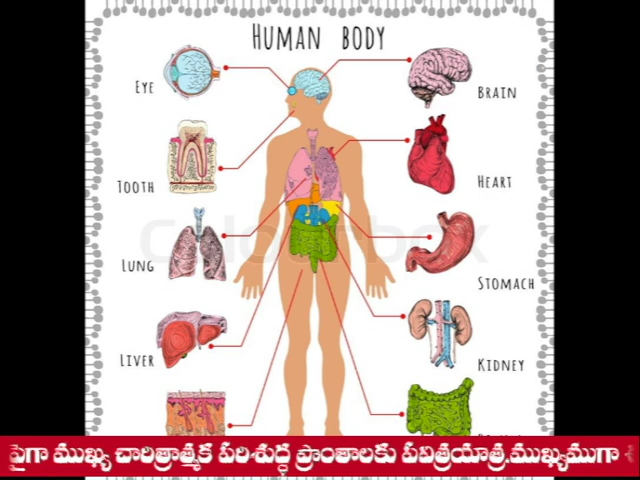 HUMAN BODY
EYE
BRAIN
TOOTH
HEART
LUNG
STOMACH
LIVER
KIDNEY
పైగా ముఖ్య చారిత్రాత్మక పరిశుద్ధ ప్రాంతాలకు పవిత్రయాత్ర.ముఖ్యముగా